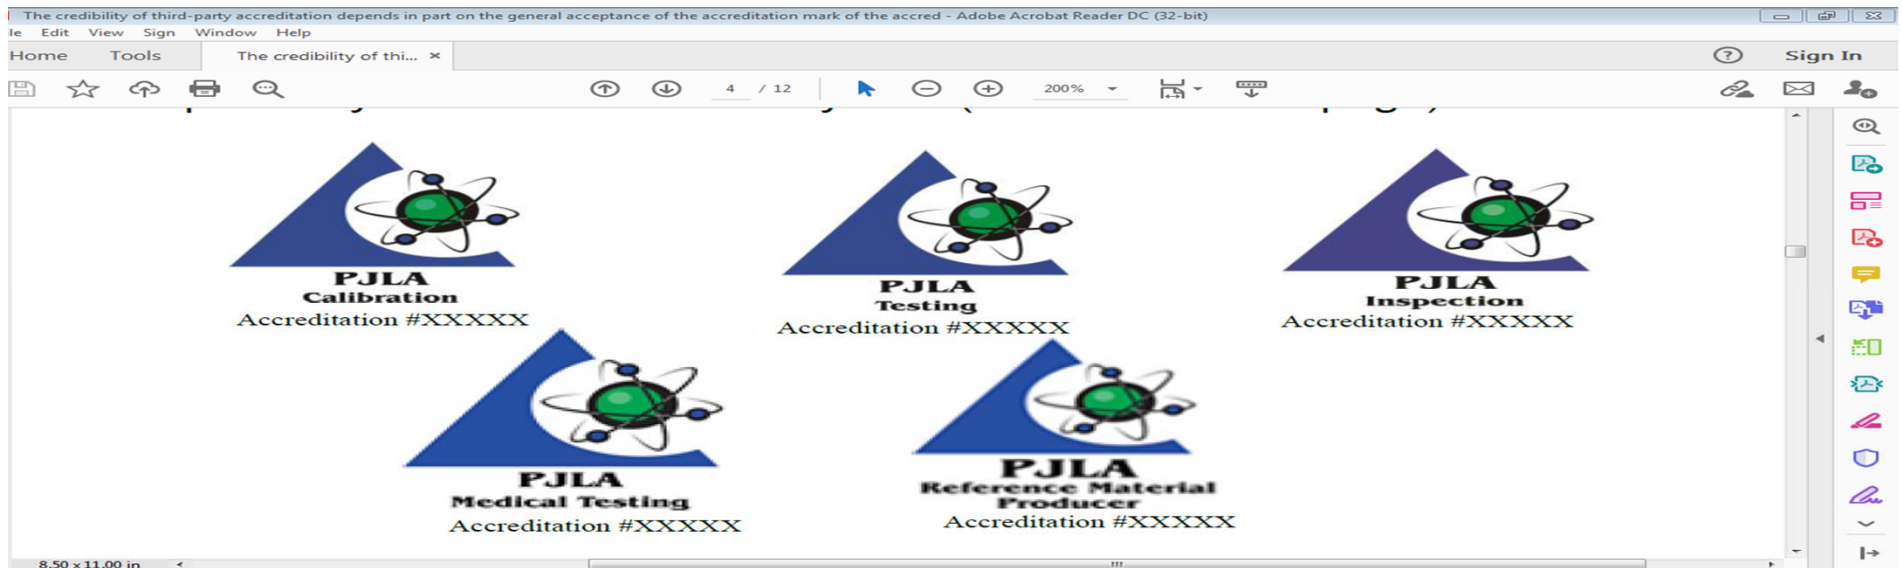 The credibility of third-party accreditation depends in part on the general acceptance of the accreditation mark of the accred - Adobe Acrobat Reader DC (32-bit)
Edit View Sign Window Help
Home Tools The credibility of thi... × Sign In
4 / 12 200%
PJLA
Calibration
Accreditation #XXXXX
PJLA
Testing
Accreditation #XXXXX
PJLA
Inspection
Accreditation #XXXXX
PJLA
Medical Testing
Accreditation #XXXXX
PJLA
Reference Material
Producer
Accreditation #XXXXX
8.50 x 11.00 in